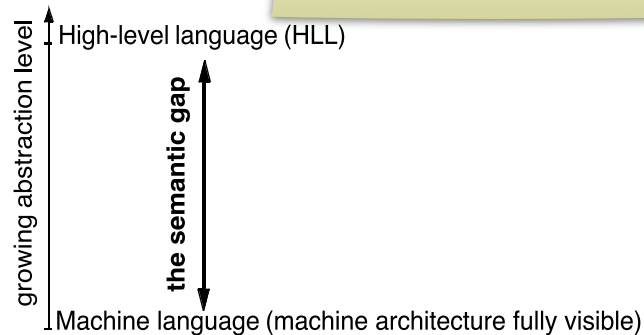 growing abstraction level
High-level language (HLL)
the semantic gap
Machine language (machine architecture fully visible)